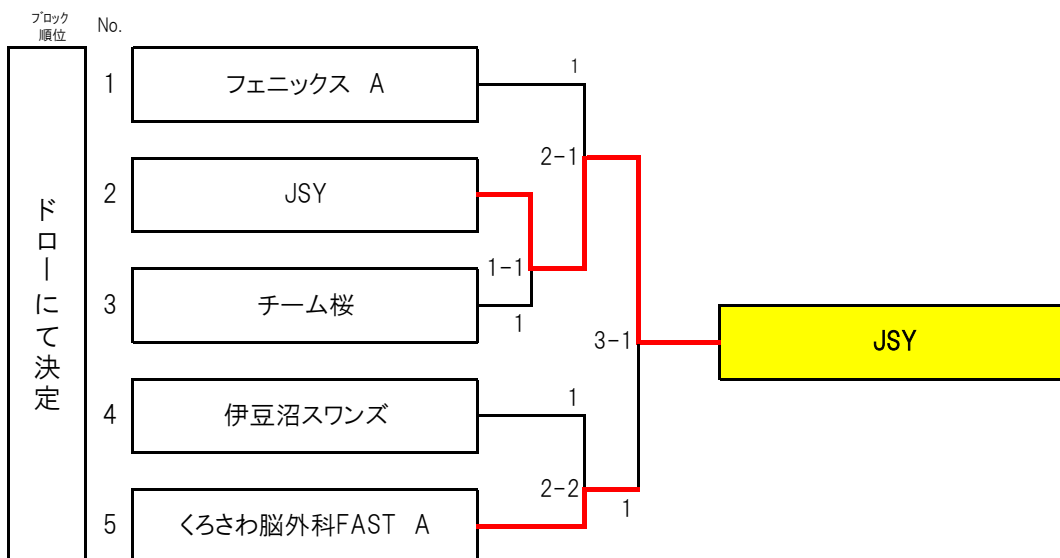 ブロック
順位
No.
ドローにて決定
1
フェニックス A
1
2-1
2
JSY
1-1
3
チーム桜
1
3-1
JSY
4
伊豆沼スワンズ
1
2-2
1
5
くろさわ脳外科FAST A